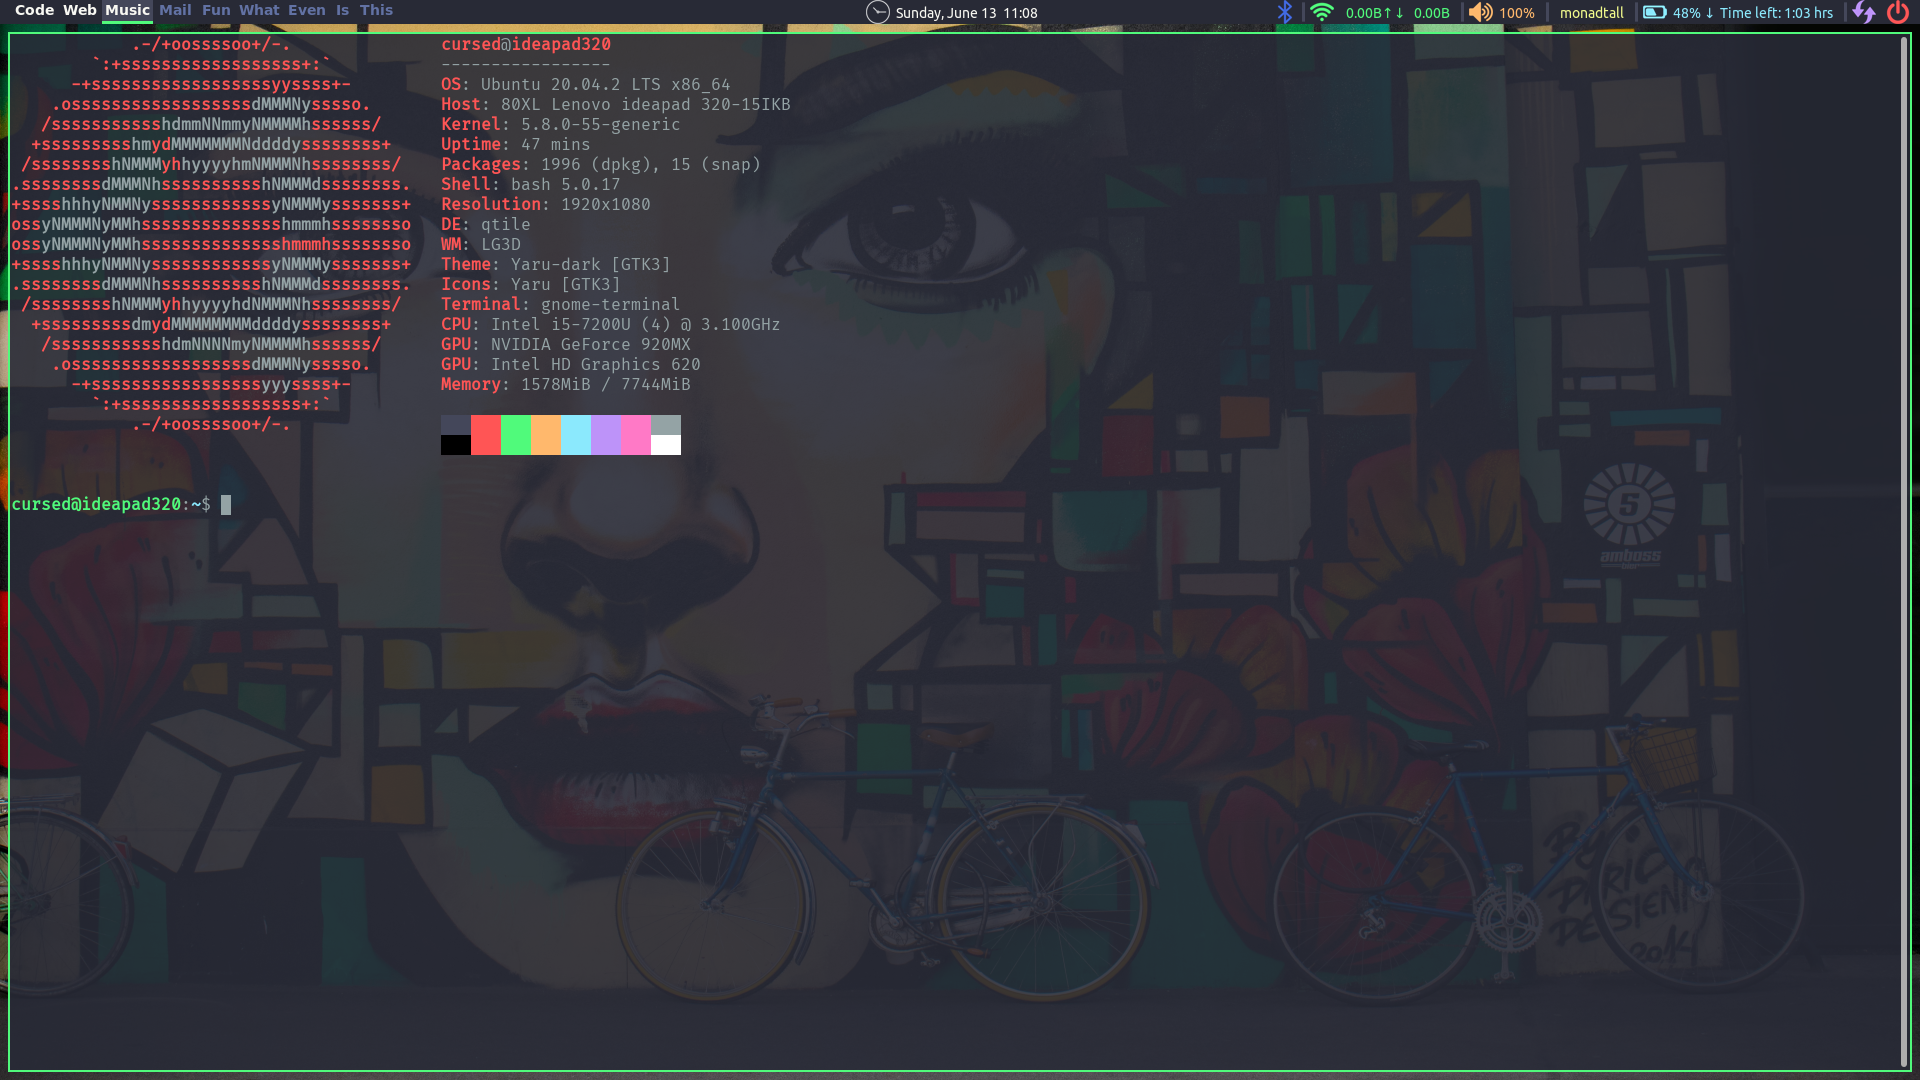 Code Web Music Mail Fun What Even Is This Sunday, June 13 11:08 0.00B↑↓ 0.00B 100% monadtall 48% ↓ Time left: 1:03 hrs
.-/+oossssoo+/-.
`:+ssssssssssssssssss+:`
-+ssssssssssssssssssyyssss+-
.ossssssssssssssssssdMMMNysssso.
/ssssssssssshdmmNNmmyNMMMMhssssss/
+ssssssssshmydMMMMMMMNddddyssssssss+
/sssssssshNMMMyhhyyyyhmNMMMNhssssssss/
.ssssssssdMMMNhsssssssssshNMMMdssssssss.
+sssshhhyNMMNyssssssssssssyNMMMysssssss+
ossyNMMMNyMMhsssssssssssssshmmmhssssssso
ossyNMMMNyMMhsssssssssssssshmmmhssssssso
+sssshhhyNMMNyssssssssssssyNMMMysssssss+
.ssssssssdMMMNhsssssssssshNMMMdssssssss.
/sssssssshNMMMyhhyyyyhdNMMMNhssssssss/
+sssssssssdmydMMMMMMMMddddyssssssss+
/ssssssssssshdmNNNNmyNMMMMhssssss/
.ossssssssssssssssssdMMMNysssso.
-+sssssssssssssssssyyyssss+-
`:+ssssssssssssssssss+:`
.-/+oossssoo+/-.
cursed@ideapad320
-----------------
OS: Ubuntu 20.04.2 LTS x86_64
Host: 80XL Lenovo ideapad 320-15IKB
Kernel: 5.8.0-55-generic
Uptime: 47 mins
Packages: 1996 (dpkg), 15 (snap)
Shell: bash 5.0.17
Resolution: 1920x1080
DE: qtile
WM: LG3D
Theme: Yaru-dark [GTK3]
Icons: Yaru [GTK3]
Terminal: gnome-terminal
CPU: Intel i5-7200U (4) @ 3.100GHz
GPU: NVIDIA GeForce 920MX
GPU: Intel HD Graphics 620
Memory: 1578MiB / 7744MiB
cursed@ideapad320:~$
5
amboss
2014